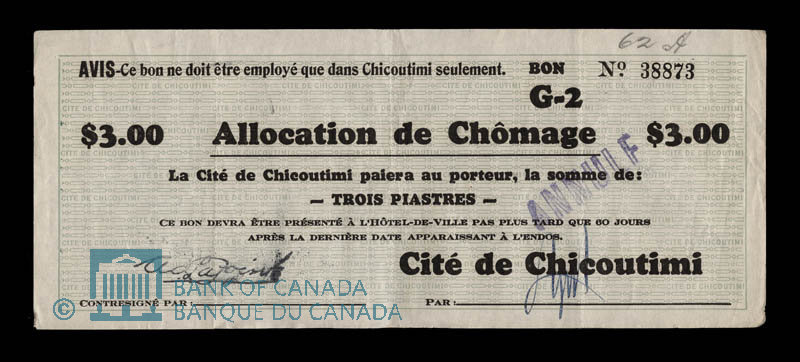 62 A
AVIS-Ce bon ne doit être employé que dans Chicoutimi seulement. BON No 38873
G-2
$3.00 Allocation de Chômage $3.00
La Cité de Chicoutimi paiera au porteur, la somme de:
— TROIS PIASTRES —
ANNULÉ
CE BON DEVRA ÊTRE PRÉSENTÉ À L'HÔTEL-DE-VILLE PAS PLUS TARD QUE 60 JOURS
APRÈS LA DERNIÈRE DATE APPARAISSANT À L'ENDOS.
Cité de Chicoutimi
CONTRESIGNÉ PAR: PAR:
© BANK OF CANADA
BANQUE DU CANADA